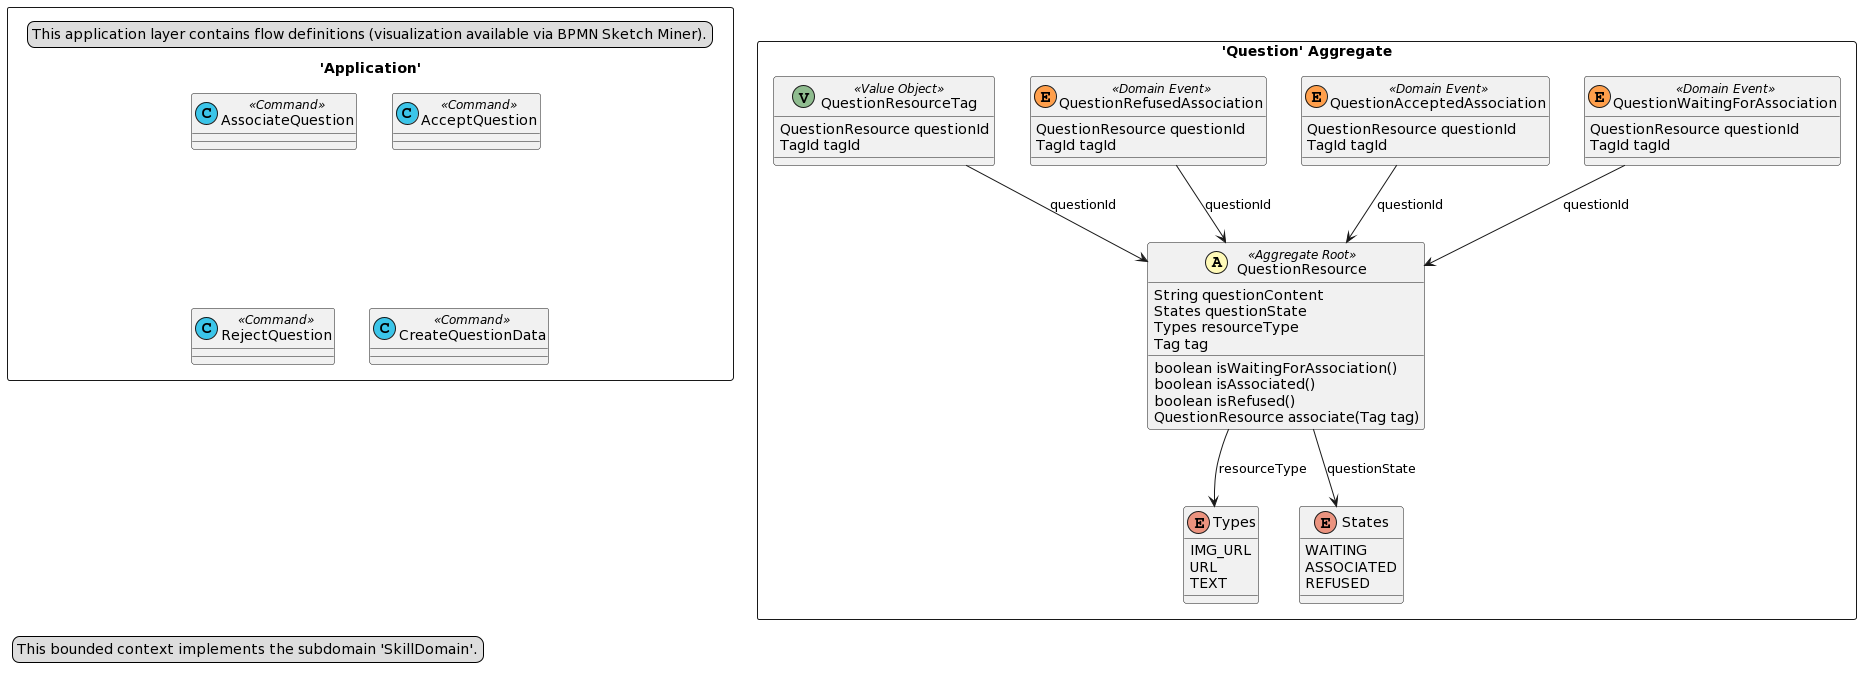 This application layer contains flow definitions (visualization available via BPMN Sketch Miner).
'Application'
C
«Command»
AssociateQuestion
C
«Command»
AcceptQuestion
C
«Command»
RejectQuestion
C
«Command»
CreateQuestionData
'Question' Aggregate
V
«Value Object»
QuestionResourceTag
QuestionResource questionId
TagId tagId
E
«Domain Event»
QuestionRefusedAssociation
QuestionResource questionId
TagId tagId
E
«Domain Event»
QuestionAcceptedAssociation
QuestionResource questionId
TagId tagId
E
«Domain Event»
QuestionWaitingForAssociation
QuestionResource questionId
TagId tagId
questionId
questionId
questionId
questionId
A
«Aggregate Root»
QuestionResource
String questionContent
States questionState
Types resourceType
Tag tag
boolean isWaitingForAssociation()
boolean isAssociated()
boolean isRefused()
QuestionResource associate(Tag tag)
resourceType
questionState
E
Types
IMG_URL
URL
TEXT
E
States
WAITING
ASSOCIATED
REFUSED
This bounded context implements the subdomain 'SkillDomain'.